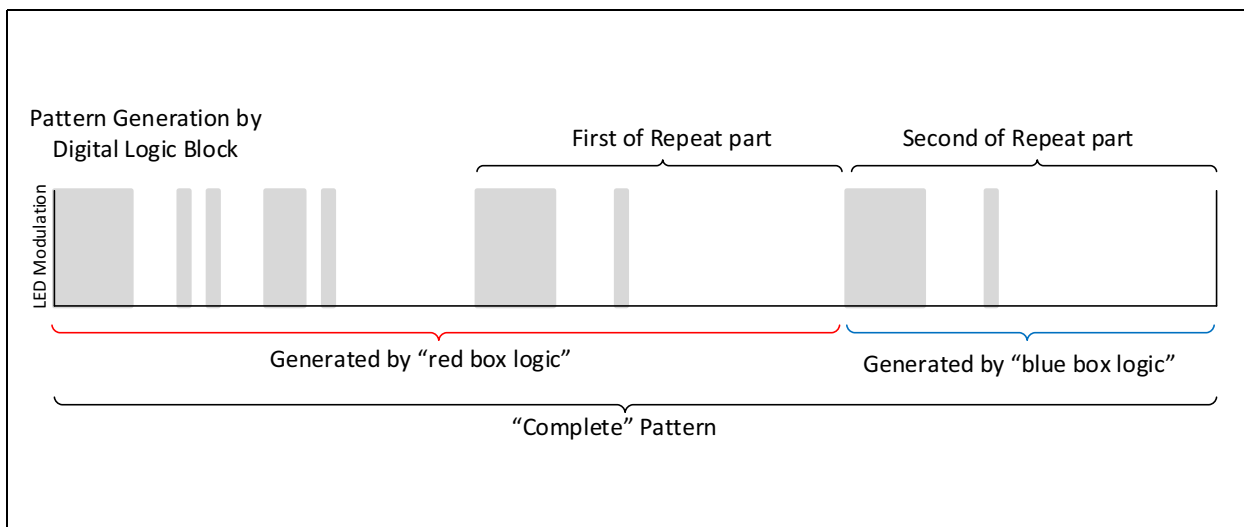 Pattern Generation by
Digital Logic Block
First of Repeat part
Second of Repeat part
LED Modulation
Generated by “red box logic”
Generated by “blue box logic”
“Complete” Pattern